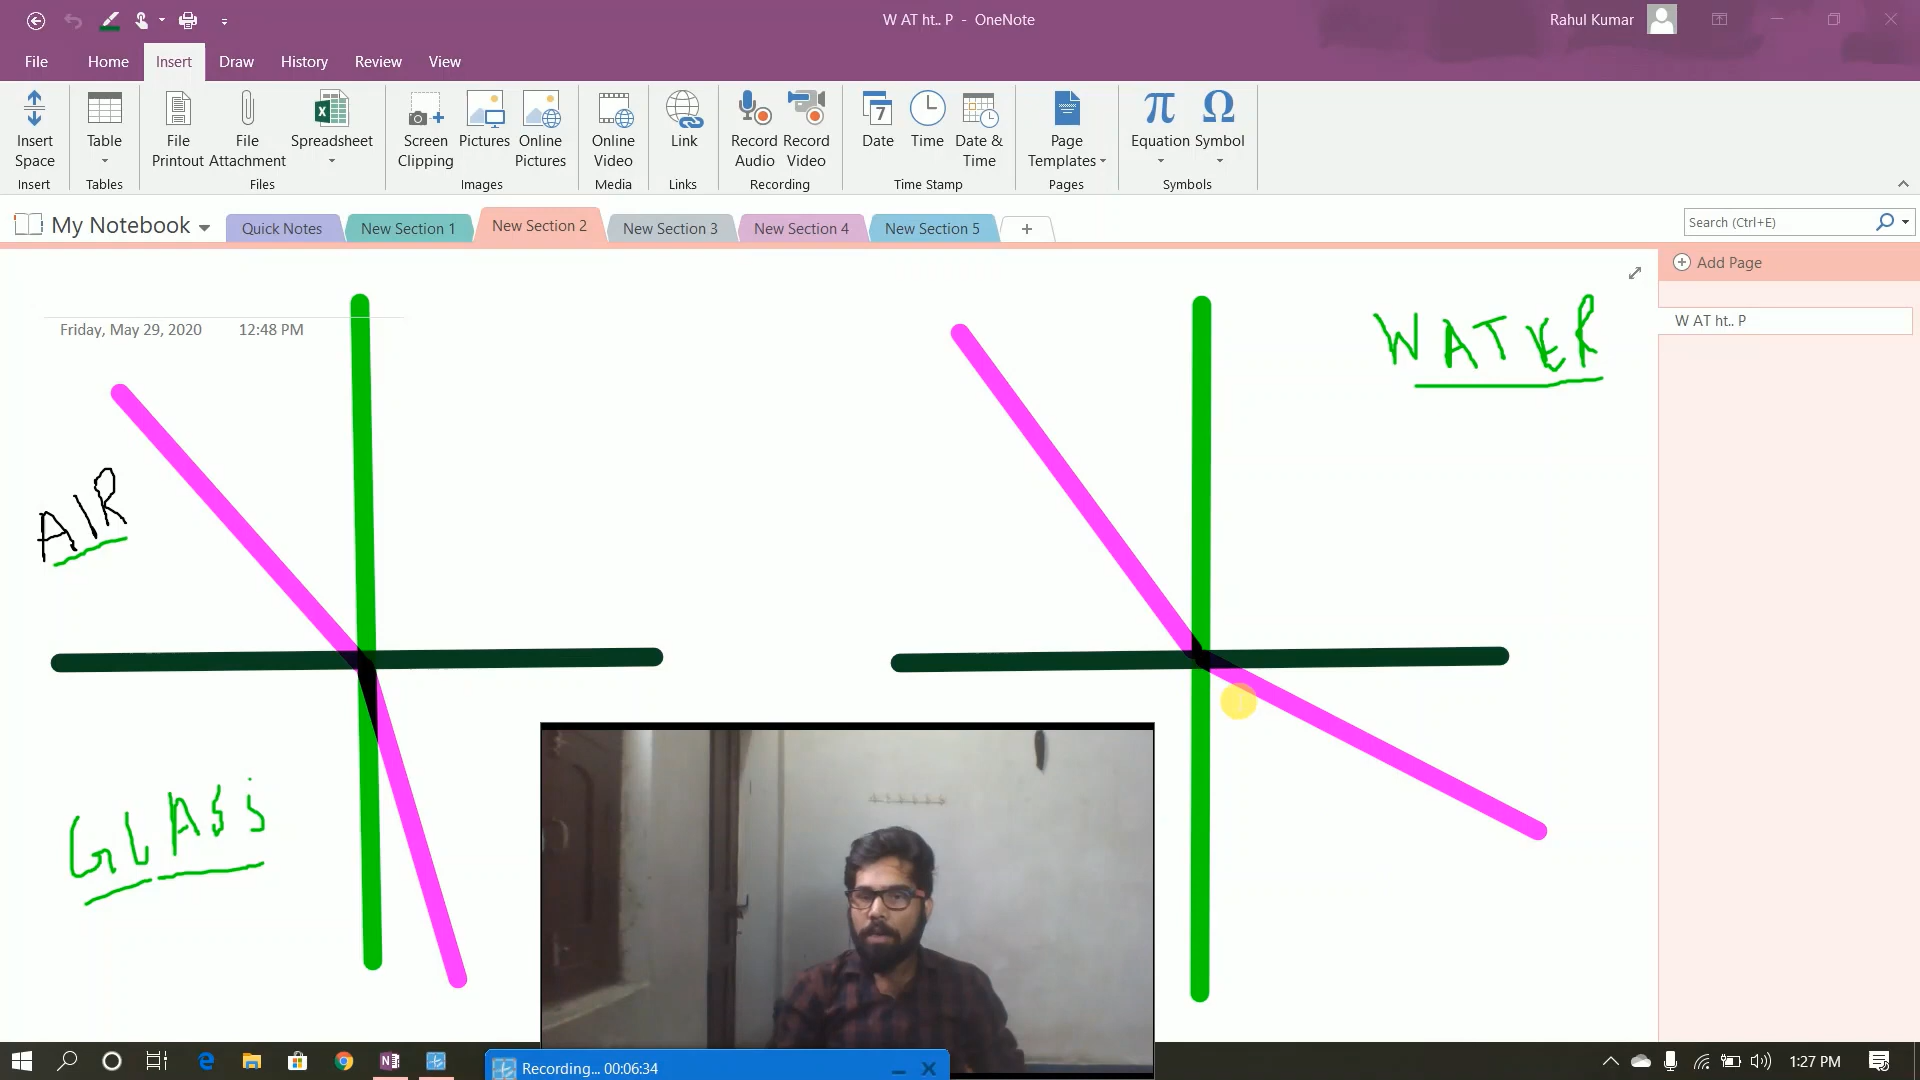 W AT ht.. P - OneNote
Rahul Kumar
File Home Insert Draw History Review View
Insert Space
Table
File Printout
File Attachment
Spreadsheet
Screen Clipping
Pictures
Online Pictures
Online Video
Link
Record Audio
Record Video
Date
Time
Date & Time
Page Templates
Equation
Symbol
Insert Tables Files Images Media Links Recording Time Stamp Pages Symbols
My Notebook
Quick Notes New Section 1 New Section 2 New Section 3 New Section 4 New Section 5
Search (Ctrl+E)
Add Page
W AT ht.. P
Friday, May 29, 2020 12:48 PM
WATER
AIR
GLASS
Recording... 00:06:34
1:27 PM